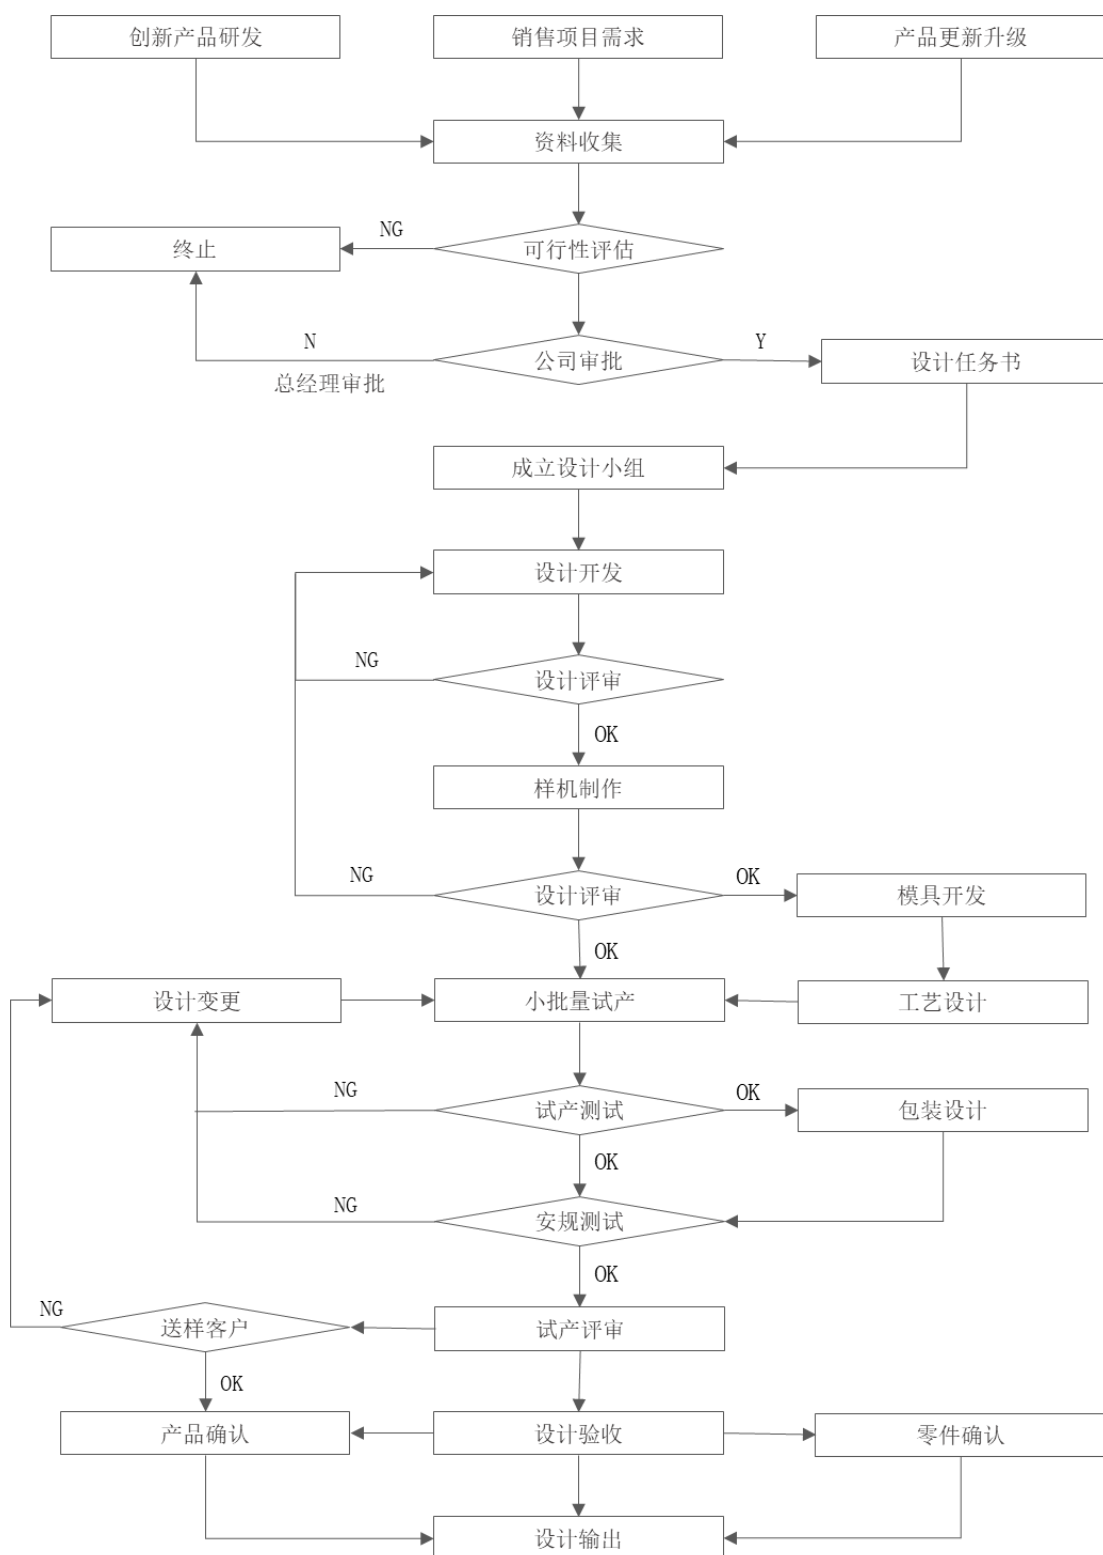 创新产品研发
销售项目需求
产品更新升级
资料收集
NG
终止
可行性评估
N
公司审批
Y
设计任务书
总经理审批
成立设计小组
设计开发
NG
设计评审
OK
样机制作
NG
设计评审
OK
模具开发
OK
设计变更
小批量试产
工艺设计
NG
试产测试
OK
包装设计
OK
NG
安规测试
OK
NG
送样客户
试产评审
OK
产品确认
设计验收
零件确认
设计输出